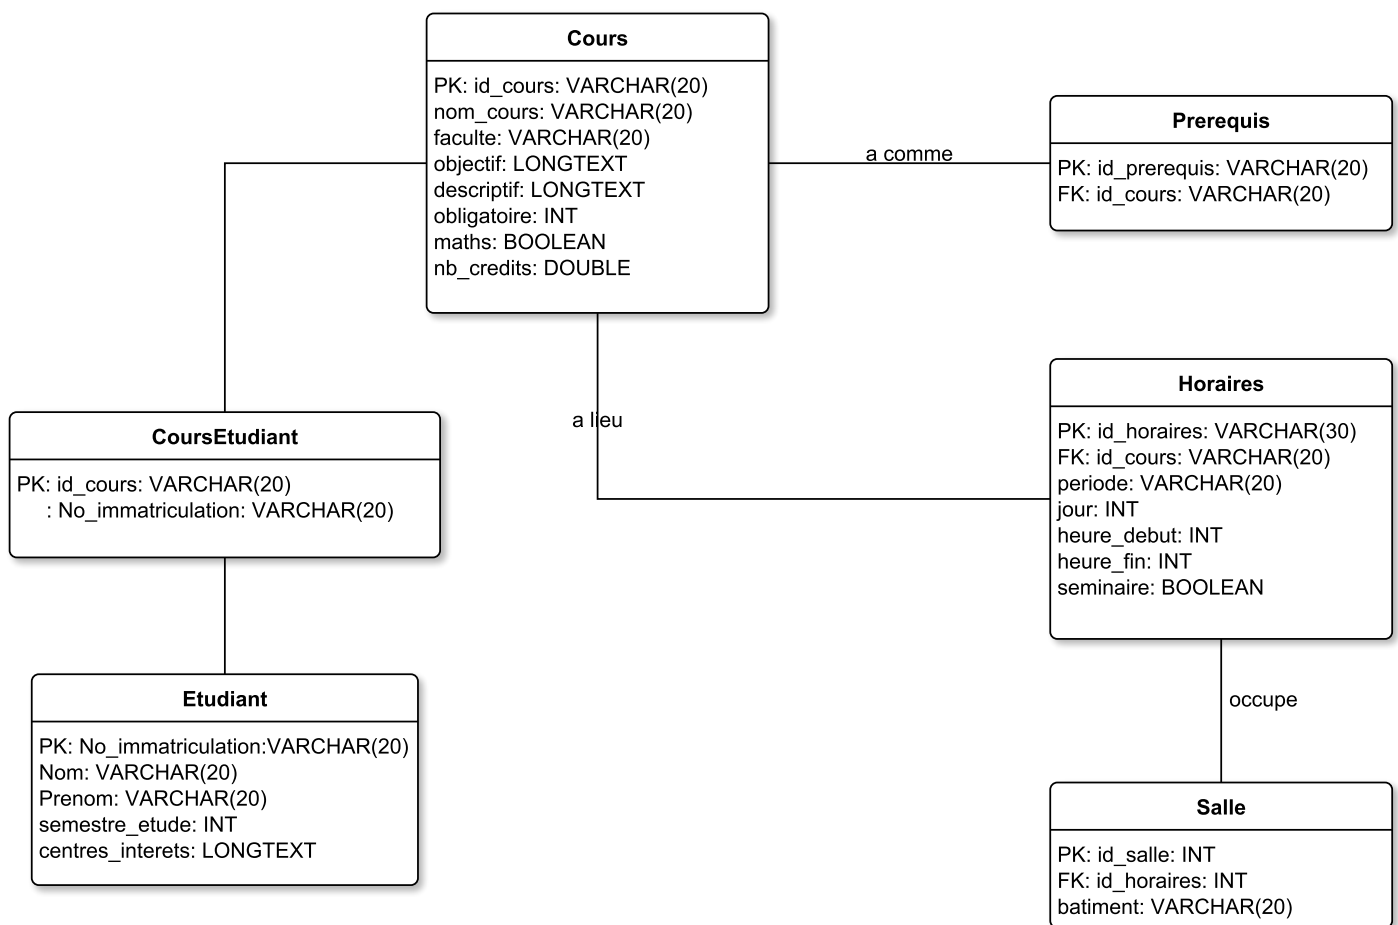 Cours
PK: id_cours: VARCHAR(20)
nom_cours: VARCHAR(20)
faculte: VARCHAR(20)
objectif: LONGTEXT
descriptif: LONGTEXT
obligatoire: INT
maths: BOOLEAN
nb_credits: DOUBLE
a comme
Prerequis
PK: id_prerequis: VARCHAR(20)
FK: id_cours: VARCHAR(20)
a lieu
Horaires
PK: id_horaires: VARCHAR(30)
FK: id_cours: VARCHAR(20)
periode: VARCHAR(20)
jour: INT
heure_debut: INT
heure_fin: INT
seminaire: BOOLEAN
CoursEtudiant
PK: id_cours: VARCHAR(20)
: No_immatriculation: VARCHAR(20)
Etudiant
PK: No_immatriculation:VARCHAR(20)
Nom: VARCHAR(20)
Prenom: VARCHAR(20)
semestre_etude: INT
centres_interets: LONGTEXT
occupe
Salle
PK: id_salle: INT
FK: id_horaires: INT
batiment: VARCHAR(20)